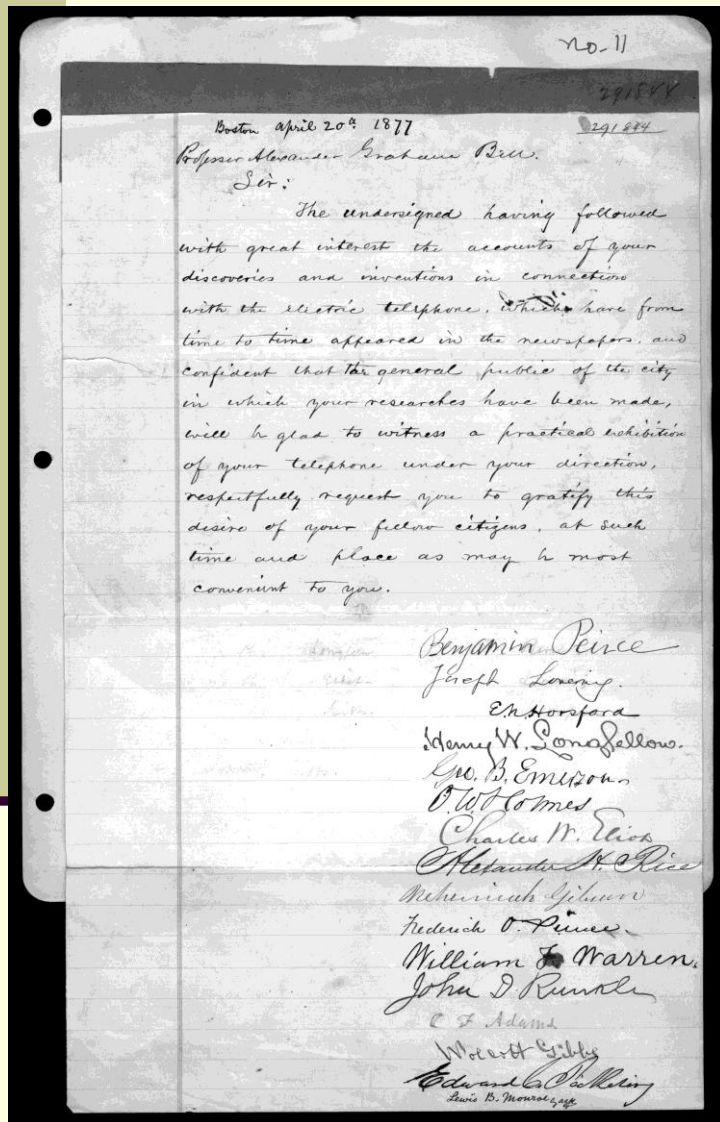 No. 11
291844
291844
Boston April 20th 1877
Professor Alexander Graham Bell.
Sir:
The undersigned having followed
with great interest the accounts of your
discoveries and inventions in connection
with the electric telephone, which have from
time to time appeared in the newspapers, and
confident that the general public of the city
in which your researches have been made,
will be glad to witness a practical exhibition
of your telephone under your direction,
respectfully request you to gratify this
desire of your fellow citizens, at such
time and place as may be most
convenient to you.
Benjamin Peirce
Joseph Lovering.
E.N. Horsford
Henry W. Longfellow.
Geo. B. Emerson
O. W. Holmes
Charles W. Eliot
Alexander H. Rice
Nehemiah Gibson
Frederick O. Prince.
William F. Warren.
John D Runkle
C F Adams
Wolcott Gibbs
Edward C. Pickering
Lewis B. Monroe